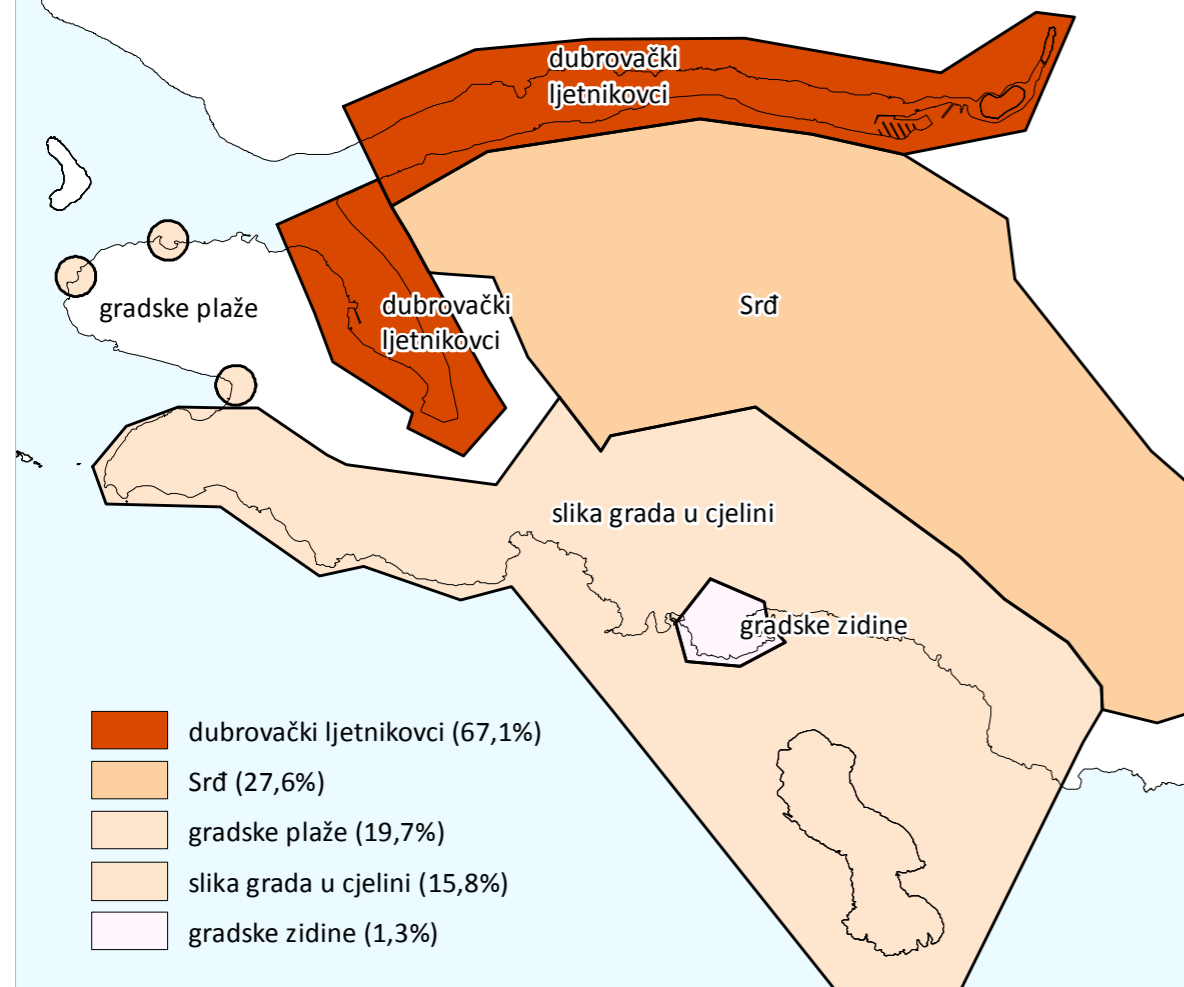 dubrovački
ljetnikovci
gradske plaže
dubrovački
ljetnikovci
Srđ
slika grada u cjelini
gradske zidine
dubrovački ljetnikovci (67,1%)
Srđ (27,6%)
gradske plaže (19,7%)
slika grada u cjelini (15,8%)
gradske zidine (1,3%)